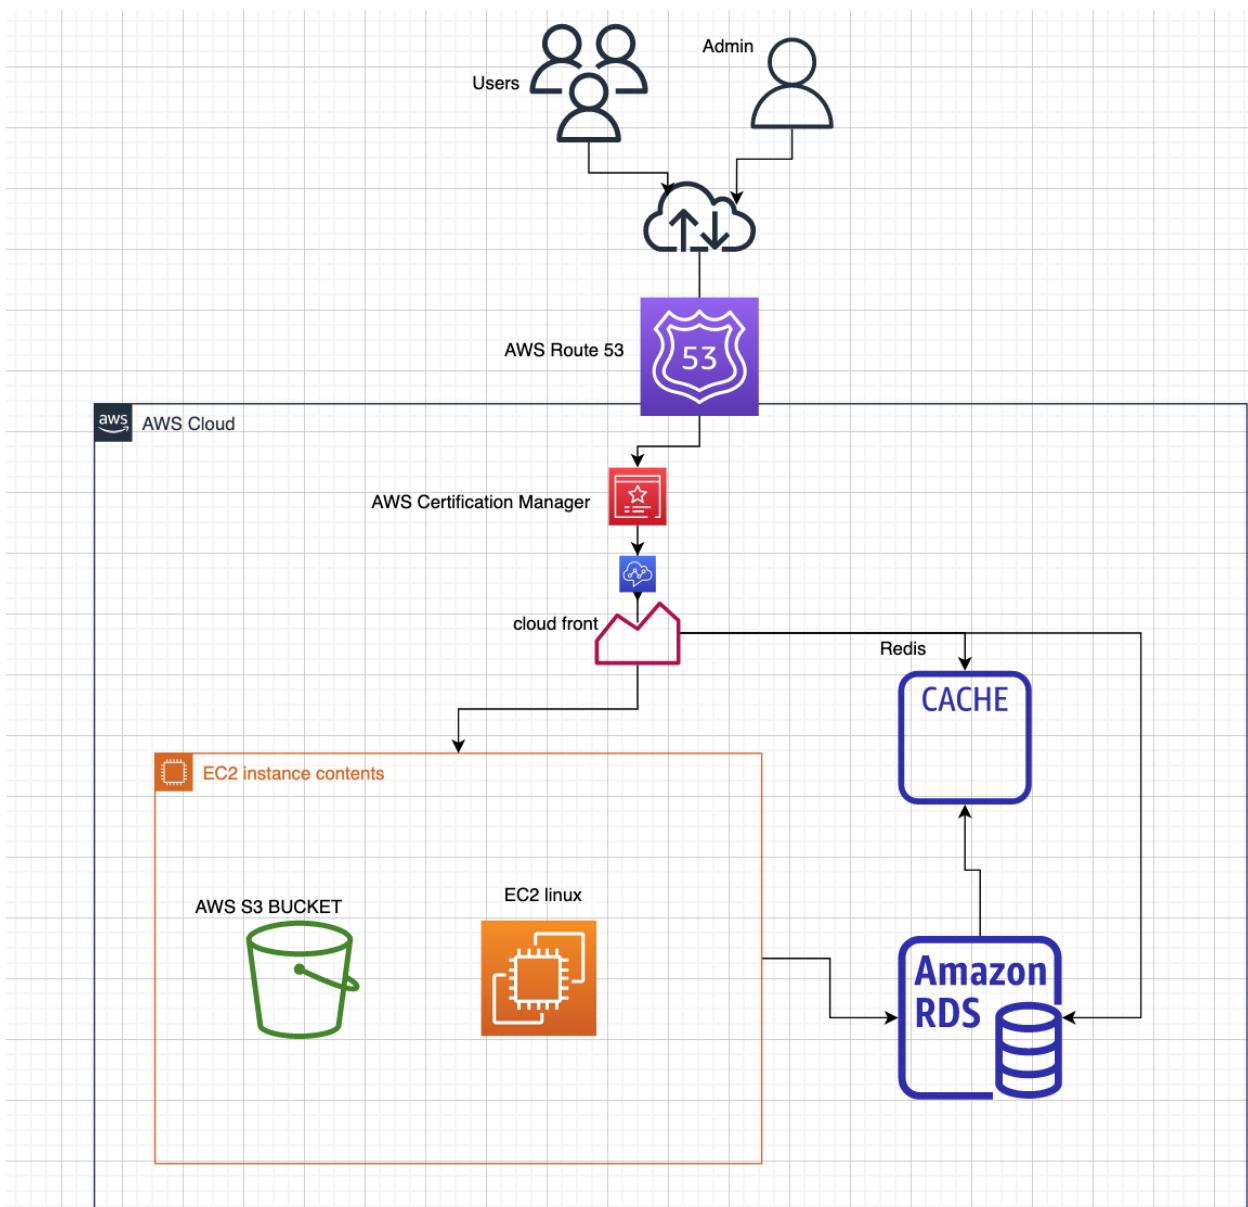 Admin
Users
53
AWS Route 53
aws
AWS Cloud
AWS Certification Manager
cloud front
Redis
CACHE
EC2 instance contents
EC2 linux
AWS S3 BUCKET
Amazon
RDS